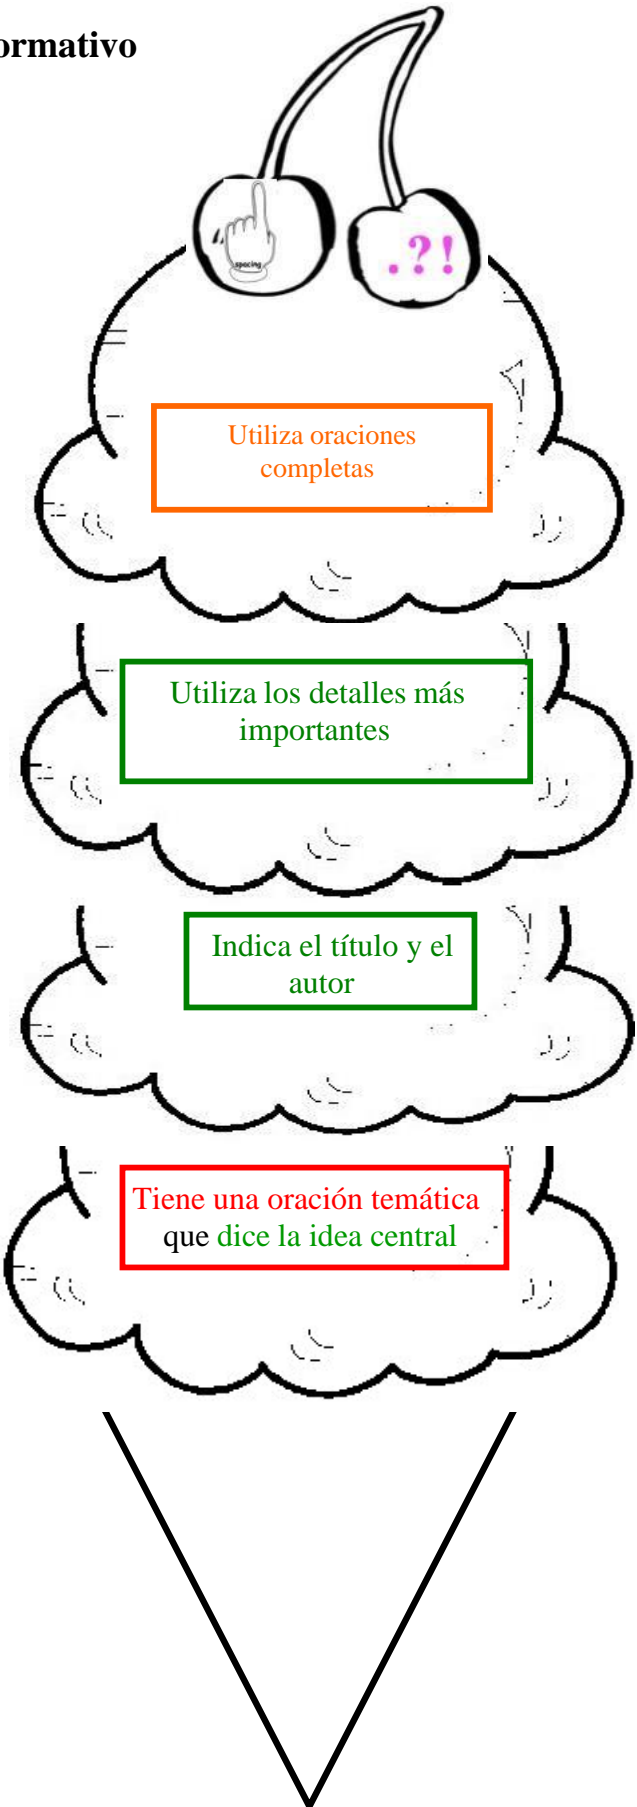 ormativo
spacing
.?!
Utiliza oraciones
completas
Utiliza los detalles más
importantes
Indica el título y el
autor
Tiene una oración temática
que dice la idea central